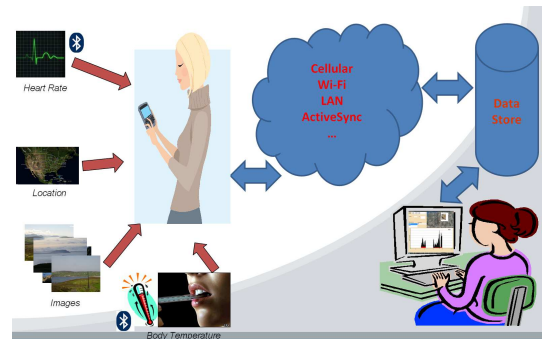 Heart Rate
Location
Images
Body Temperature
Cellular
Wi-Fi
LAN
ActiveSync
...
Data
Store